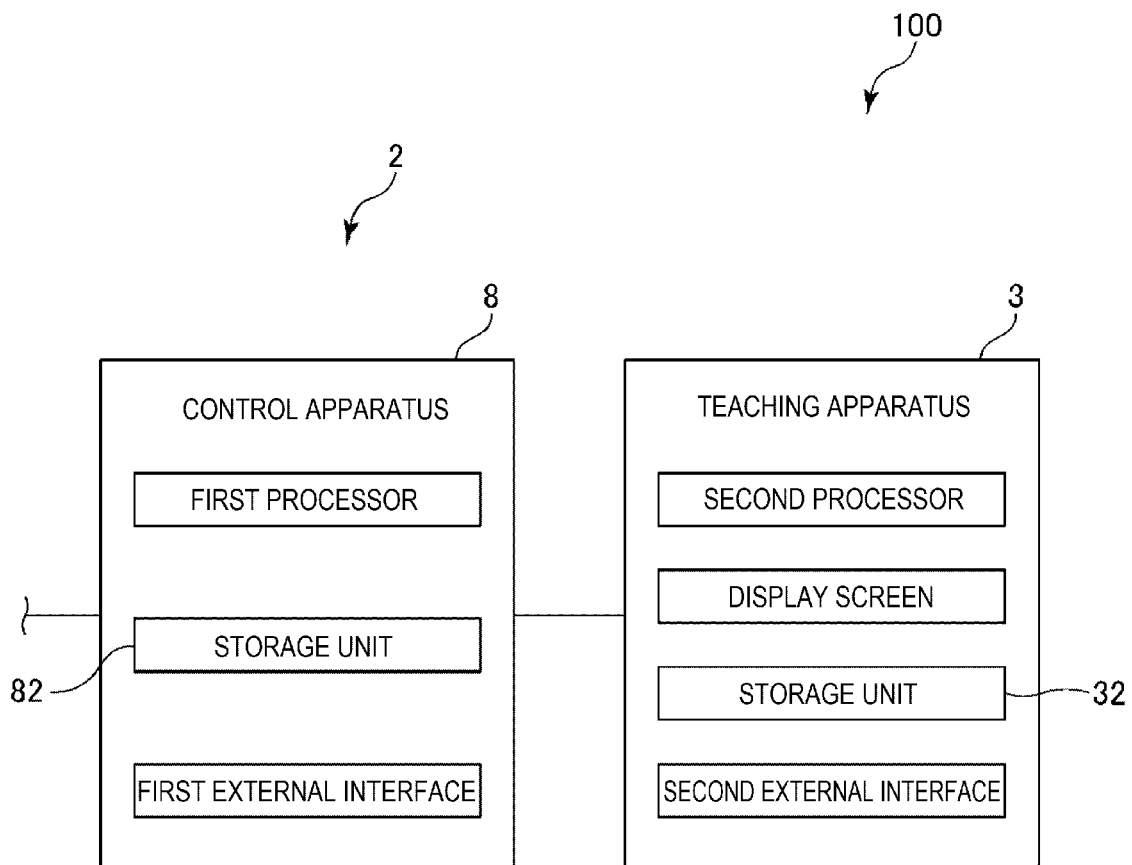 100
2
8
3
CONTROL APPARATUS
TEACHING APPARATUS
FIRST PROCESSOR
SECOND PROCESSOR
DISPLAY SCREEN
STORAGE UNIT
82
STORAGE UNIT
32
FIRST EXTERNAL INTERFACE
SECOND EXTERNAL INTERFACE